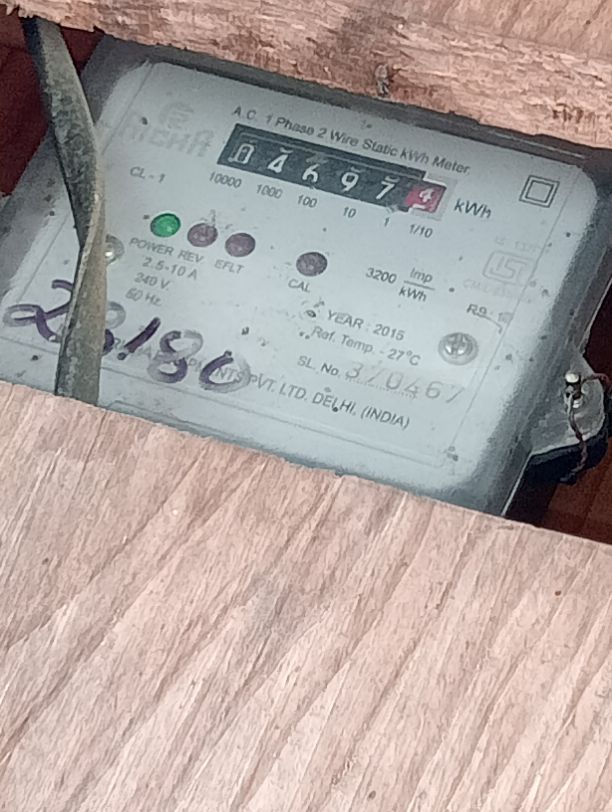 A.C. 1 Phase 2 Wire Static kWh Meter
04697 4 kWh
10000 1000 100 10 1 1/10
CL-1
POWER REV EFLT CAL
2.5-10 A
240 V
50 Hz
3200 Imp/kWh
YEAR : 2015
Ref. Temp. - 27°C
SL. No. 370467
PVT. LTD. DELHI, (INDIA)
23180